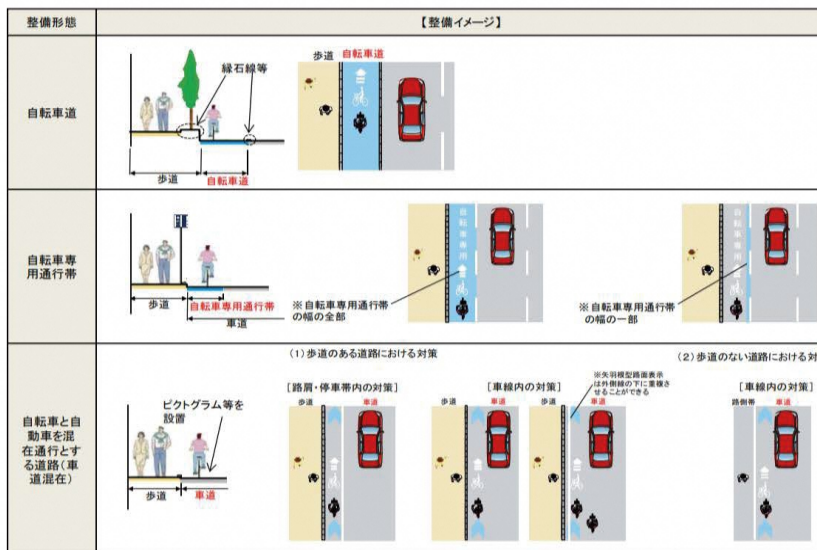 整備形態
【整備イメージ】
自転車道
縁石線等
歩道
自転車道
歩道
自転車道
自転車専
用通行帯
歩道
自転車専用通行帯
車道
※自転車専用通行帯
の幅の全部
自転車専用
※自転車専用通行帯
の幅の一部
自転車専用
自転車と自
動車を混
在通行とす
る道路(車
道混在)
ピクトグラム等を
設置
歩道
車道
(1)歩道のある道路における対策
[路肩・停車帯内の対策]
歩道
車道
[車線内の対策]
歩道
車道
※矢羽根型路面表示
は外側線の下に重複さ
せることができる
歩道
車道
(2)歩道のない道路における対
[車線内の対策]
路側帯
車道